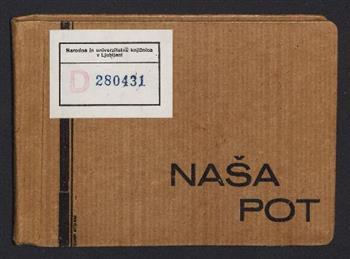 Narodna in univerzitetna knjižnica
v Ljubljani
D 280431
NAŠA
POT